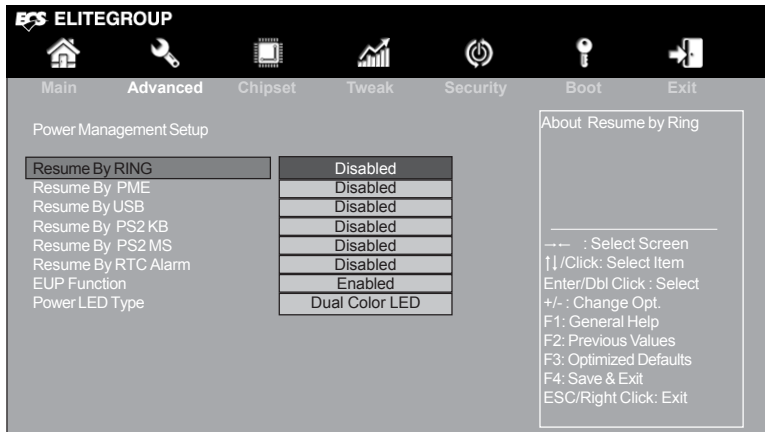 ECS ELITEGROUP
Main Advanced Chipset Tweak Security Boot Exit
Power Management Setup
Resume By RING Disabled
Resume By PME Disabled
Resume By USB Disabled
Resume By PS2 KB Disabled
Resume By PS2 MS Disabled
Resume By RTC Alarm Disabled
EUP Function Enabled
Power LED Type Dual Color LED
About Resume by Ring
→← : Select Screen
↑↓/Click: Select Item
Enter/Dbl Click : Select
+/- : Change Opt.
F1: General Help
F2: Previous Values
F3: Optimized Defaults
F4: Save & Exit
ESC/Right Click: Exit